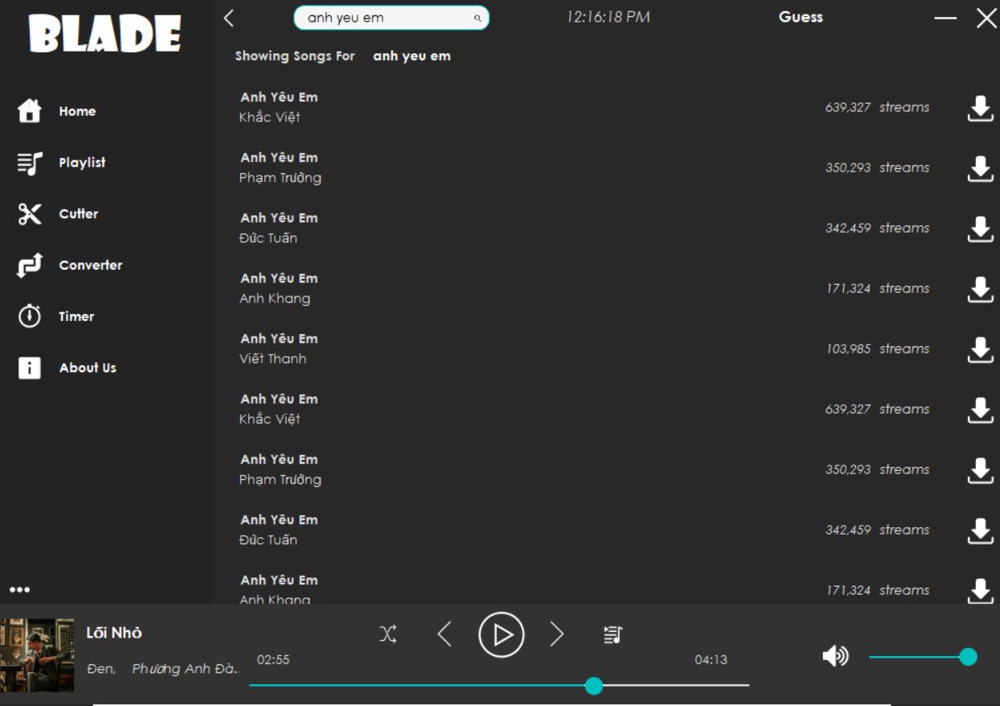 BLADE
anh yeu em
12:16:18 PM
Guess
Showing Songs For anh yeu em
Home
Playlist
Cutter
Converter
Timer
About Us
Anh Yêu Em
Khắc Việt
639,327 streams
Anh Yêu Em
Phạm Trưởng
350,293 streams
Anh Yêu Em
Đức Tuấn
342,459 streams
Anh Yêu Em
Anh Khang
171,324 streams
Anh Yêu Em
Viết Thanh
103,985 streams
Anh Yêu Em
Khắc Việt
639,327 streams
Anh Yêu Em
Phạm Trưởng
350,293 streams
Anh Yêu Em
Đức Tuấn
342,459 streams
Anh Yêu Em
Anh Khang
171,324 streams
Lối Nhỏ
Đen, Phương Anh Đà..
02:55
04:13